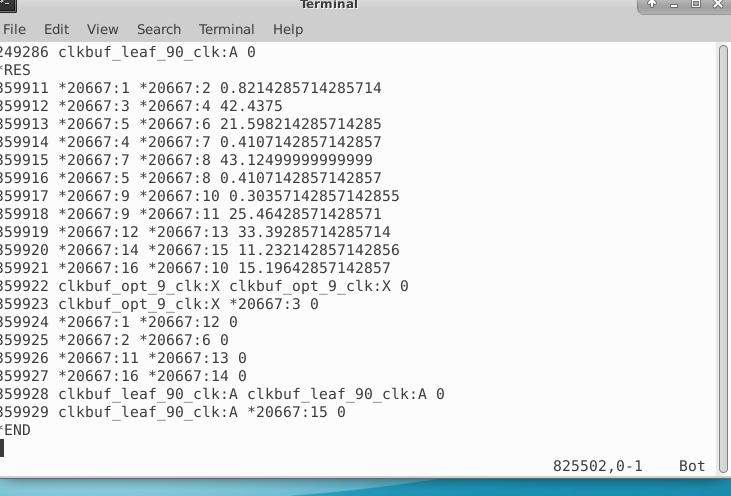 Terminal
File Edit View Search Terminal Help
249286 clkbuf_leaf_90_clk:A 0
*RES
359911 *20667:1 *20667:2 0.8214285714285714
359912 *20667:3 *20667:4 42.4375
359913 *20667:5 *20667:6 21.598214285714285
359914 *20667:4 *20667:7 0.4107142857142857
359915 *20667:7 *20667:8 43.12499999999999
359916 *20667:5 *20667:8 0.4107142857142857
359917 *20667:9 *20667:10 0.30357142857142855
359918 *20667:9 *20667:11 25.46428571428571
359919 *20667:12 *20667:13 33.39285714285714
359920 *20667:14 *20667:15 11.232142857142856
359921 *20667:16 *20667:10 15.19642857142857
359922 clkbuf_opt_9_clk:X clkbuf_opt_9_clk:X 0
359923 clkbuf_opt_9_clk:X *20667:3 0
359924 *20667:1 *20667:12 0
359925 *20667:2 *20667:6 0
359926 *20667:11 *20667:13 0
359927 *20667:16 *20667:14 0
359928 clkbuf_leaf_90_clk:A clkbuf_leaf_90_clk:A 0
359929 clkbuf_leaf_90_clk:A *20667:15 0
*END
825502,0-1 Bot